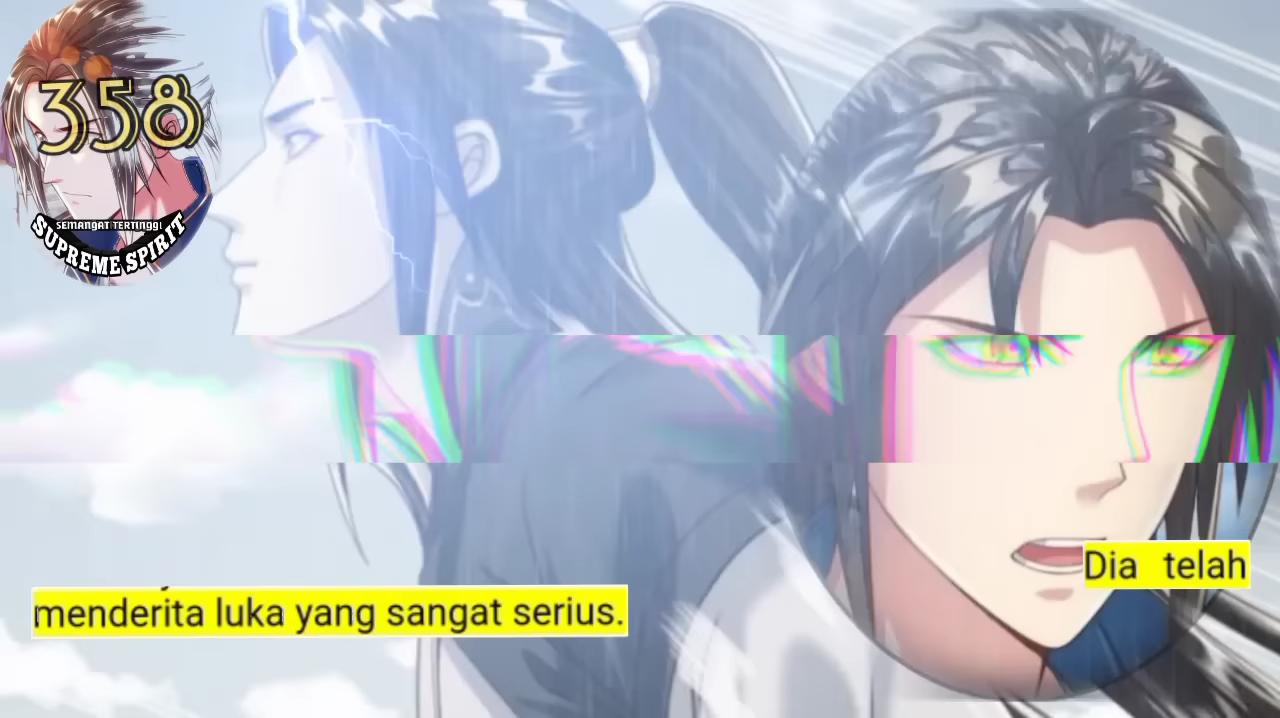 358
SEMANGAT TERTINGGI
SUPREME SPIRIT
Dia telah
menderita luka yang sangat serius.